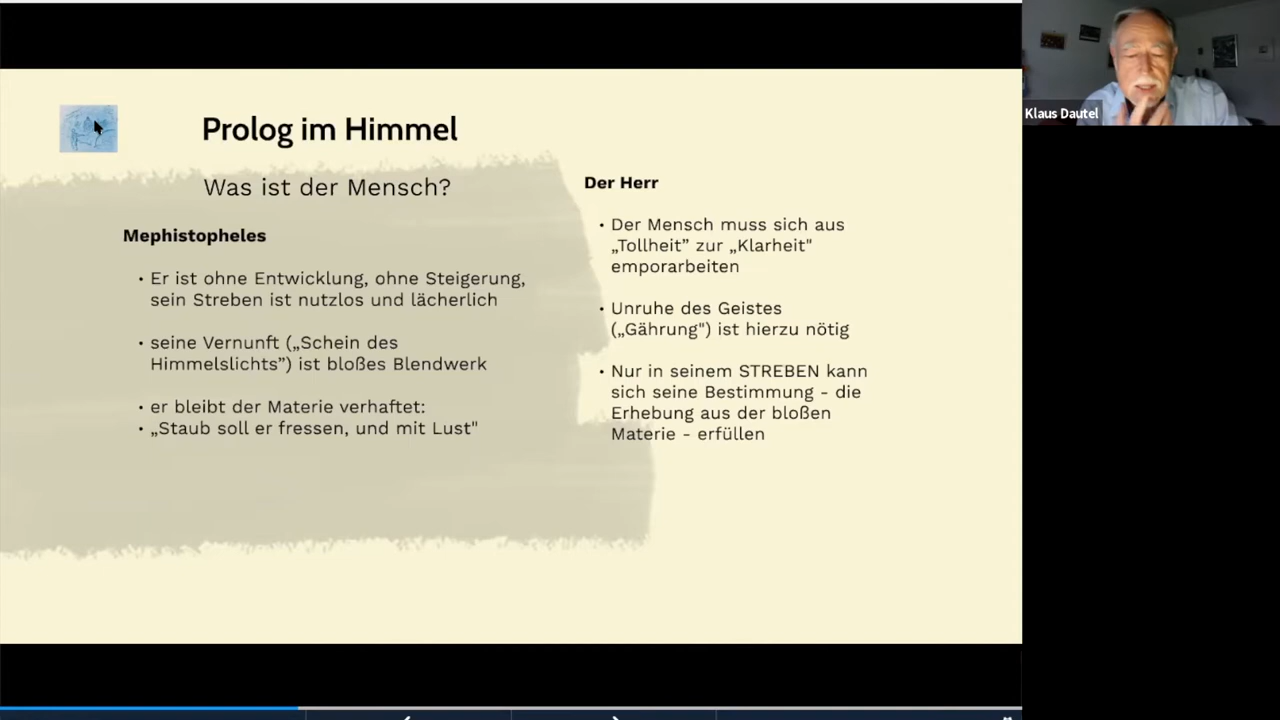 Prolog im Himmel
Was ist der Mensch?
Mephistopheles
• Er ist ohne Entwicklung, ohne Steigerung,
sein Streben ist nutzlos und lächerlich
• seine Vernunft („Schein des
Himmelslichts”) ist bloßes Blendwerk
• er bleibt der Materie verhaftet:
• „Staub soll er fressen, und mit Lust"
Der Herr
• Der Mensch muss sich aus
„Tollheit” zur „Klarheit"
emporarbeiten
• Unruhe des Geistes
(„Gährung") ist hierzu nötig
• Nur in seinem STREBEN kann
sich seine Bestimmung - die
Erhebung aus der bloßen
Materie - erfüllen
Klaus Dautel